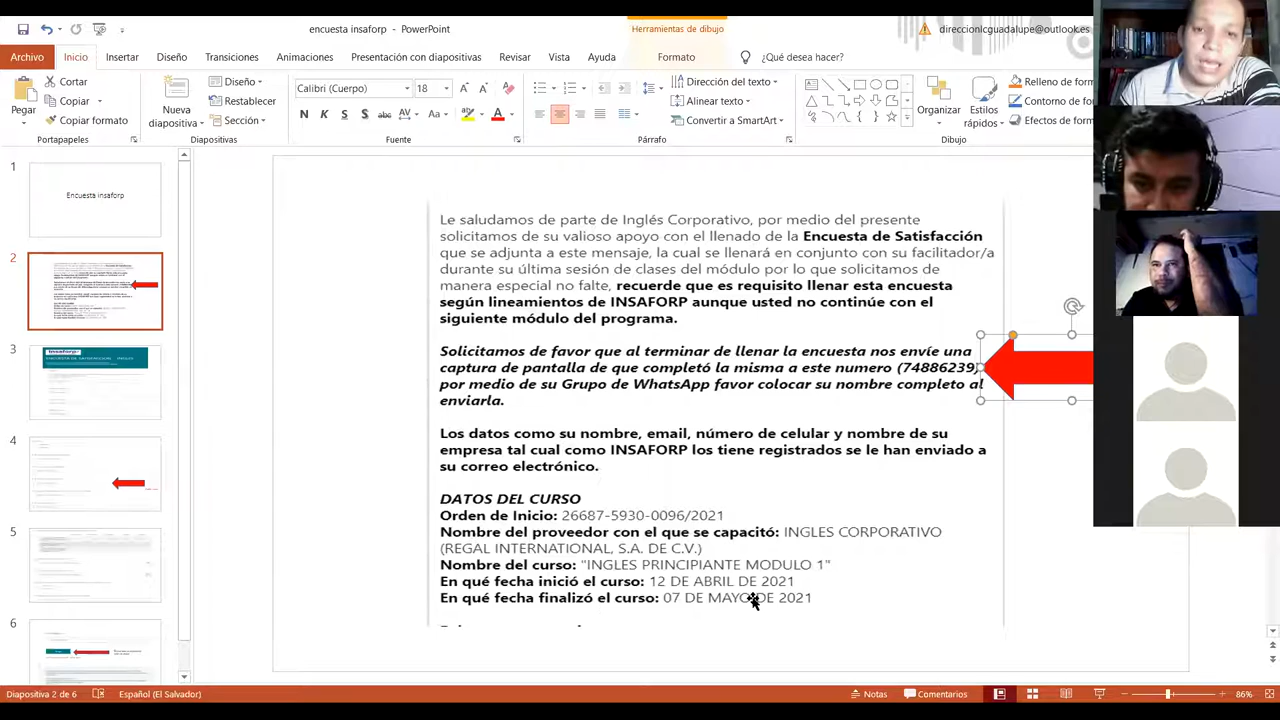 encuesta insaforp - PowerPoint
Herramientas de dibujo
direccionlcguadalupe@outlook.es
Archivo Inicio Insertar Diseño Transiciones Animaciones Presentación con diapositivas Revisar Vista Ayuda Formato ¿Qué desea hacer?
Pegar
Cortar
Copiar
Copiar formato
Nueva
diapositiva
Diseño
Restablecer
Sección
Calibri (Cuerpo) 18
N K S S abc AV Aa A
Dirección del texto
Alinear texto
Convertir a SmartArt
Organizar
Estilos
rápidos
Relleno de for
Contorno de for
Efectos de form
Portapapeles Diapositivas Fuente Párrafo Dibujo
1
Encuesta insaforp
2
3
4
5
6
Le saludamos de parte de Inglés Corporativo, por medio del presente
solicitamos de su valioso apoyo con el llenado de la Encuesta de Satisfacción
que se adjunta a este mensaje, la cual se llenará en conjunto con su facilitador/a
durante la última sesión de clases del módulo por lo que solicitamos de
manera especial no falte, recuerde que es requisito llenar esta encuesta
según lineamientos de INSAFORP aunque usted no continúe con el
siguiente módulo del programa.
Solicitamos de favor que al terminar de llenar la encuesta nos envíe una
captura de pantalla de que completó la misma a este numero (74886239)
por medio de su Grupo de WhatsApp favor colocar su nombre completo al
enviarla.
Los datos como su nombre, email, número de celular y nombre de su
empresa tal cual como INSAFORP los tiene registrados se le han enviado a
su correo electrónico.
DATOS DEL CURSO
Orden de Inicio: 26687-5930-0096/2021
Nombre del proveedor con el que se capacitó: INGLES CORPORATIVO
(REGAL INTERNATIONAL, S.A. DE C.V.)
Nombre del curso: "INGLES PRINCIPIANTE MODULO 1"
En qué fecha inició el curso: 12 DE ABRIL DE 2021
En qué fecha finalizó el curso: 07 DE MAYO DE 2021
Diapositiva 2 de 6 Español (El Salvador) Notas Comentarios 86%